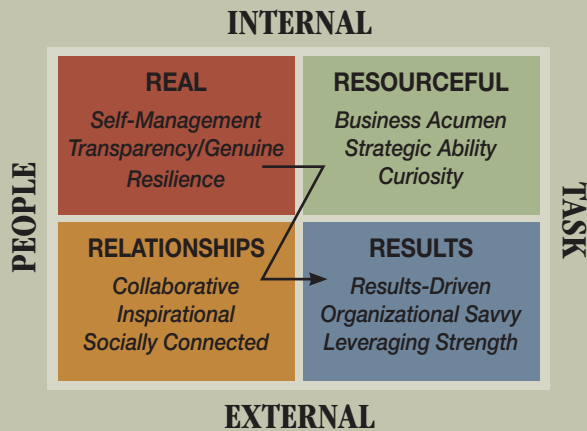 INTERNAL
REAL
Self-Management
Transparency/Genuine
Resilience
RESOURCEFUL
Business Acumen
Strategic Ability
Curiosity
PEOPLE
TASK
RELATIONSHIPS
Collaborative
Inspirational
Socially Connected
RESULTS
Results-Driven
Organizational Savvy
Leveraging Strength
EXTERNAL